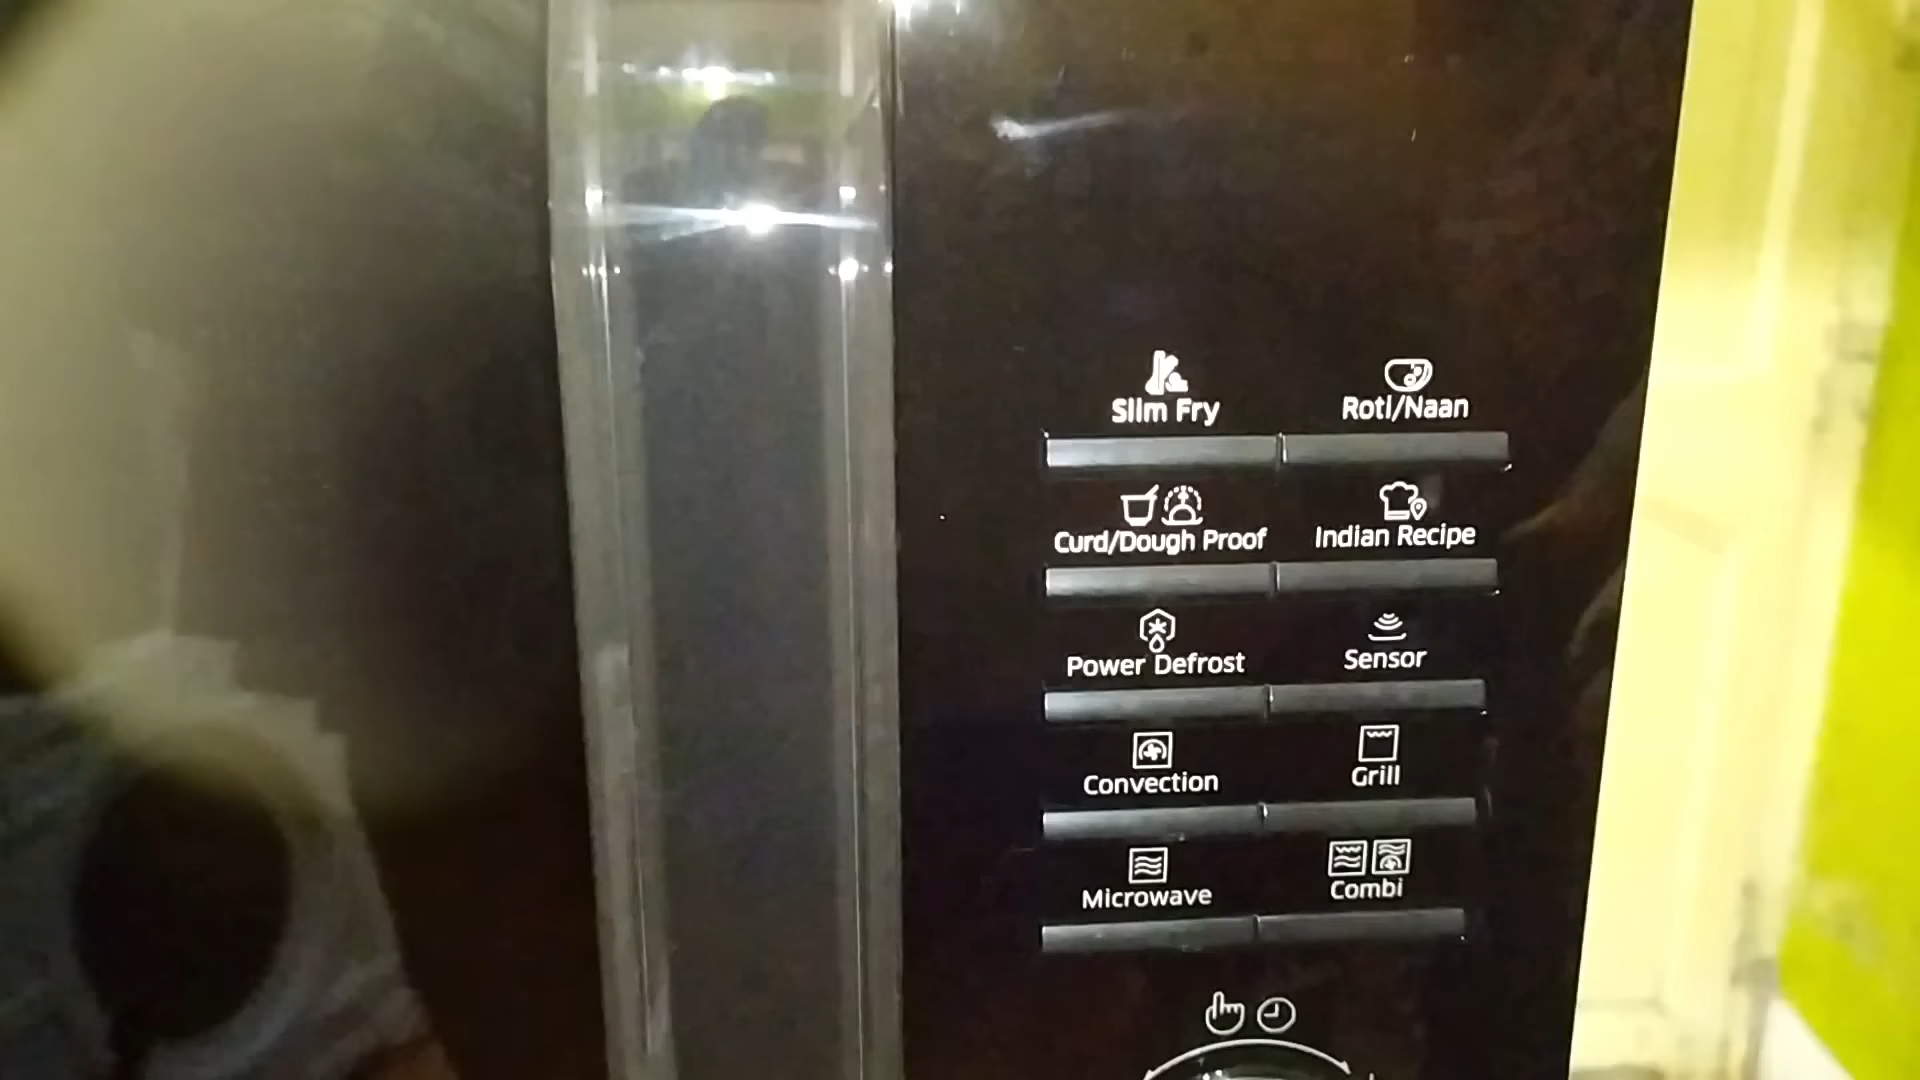 Slim Fry
Roti/Naan
Curd/Dough Proof
Indian Recipe
Power Defrost
Sensor
Convection
Grill
Microwave
Combi